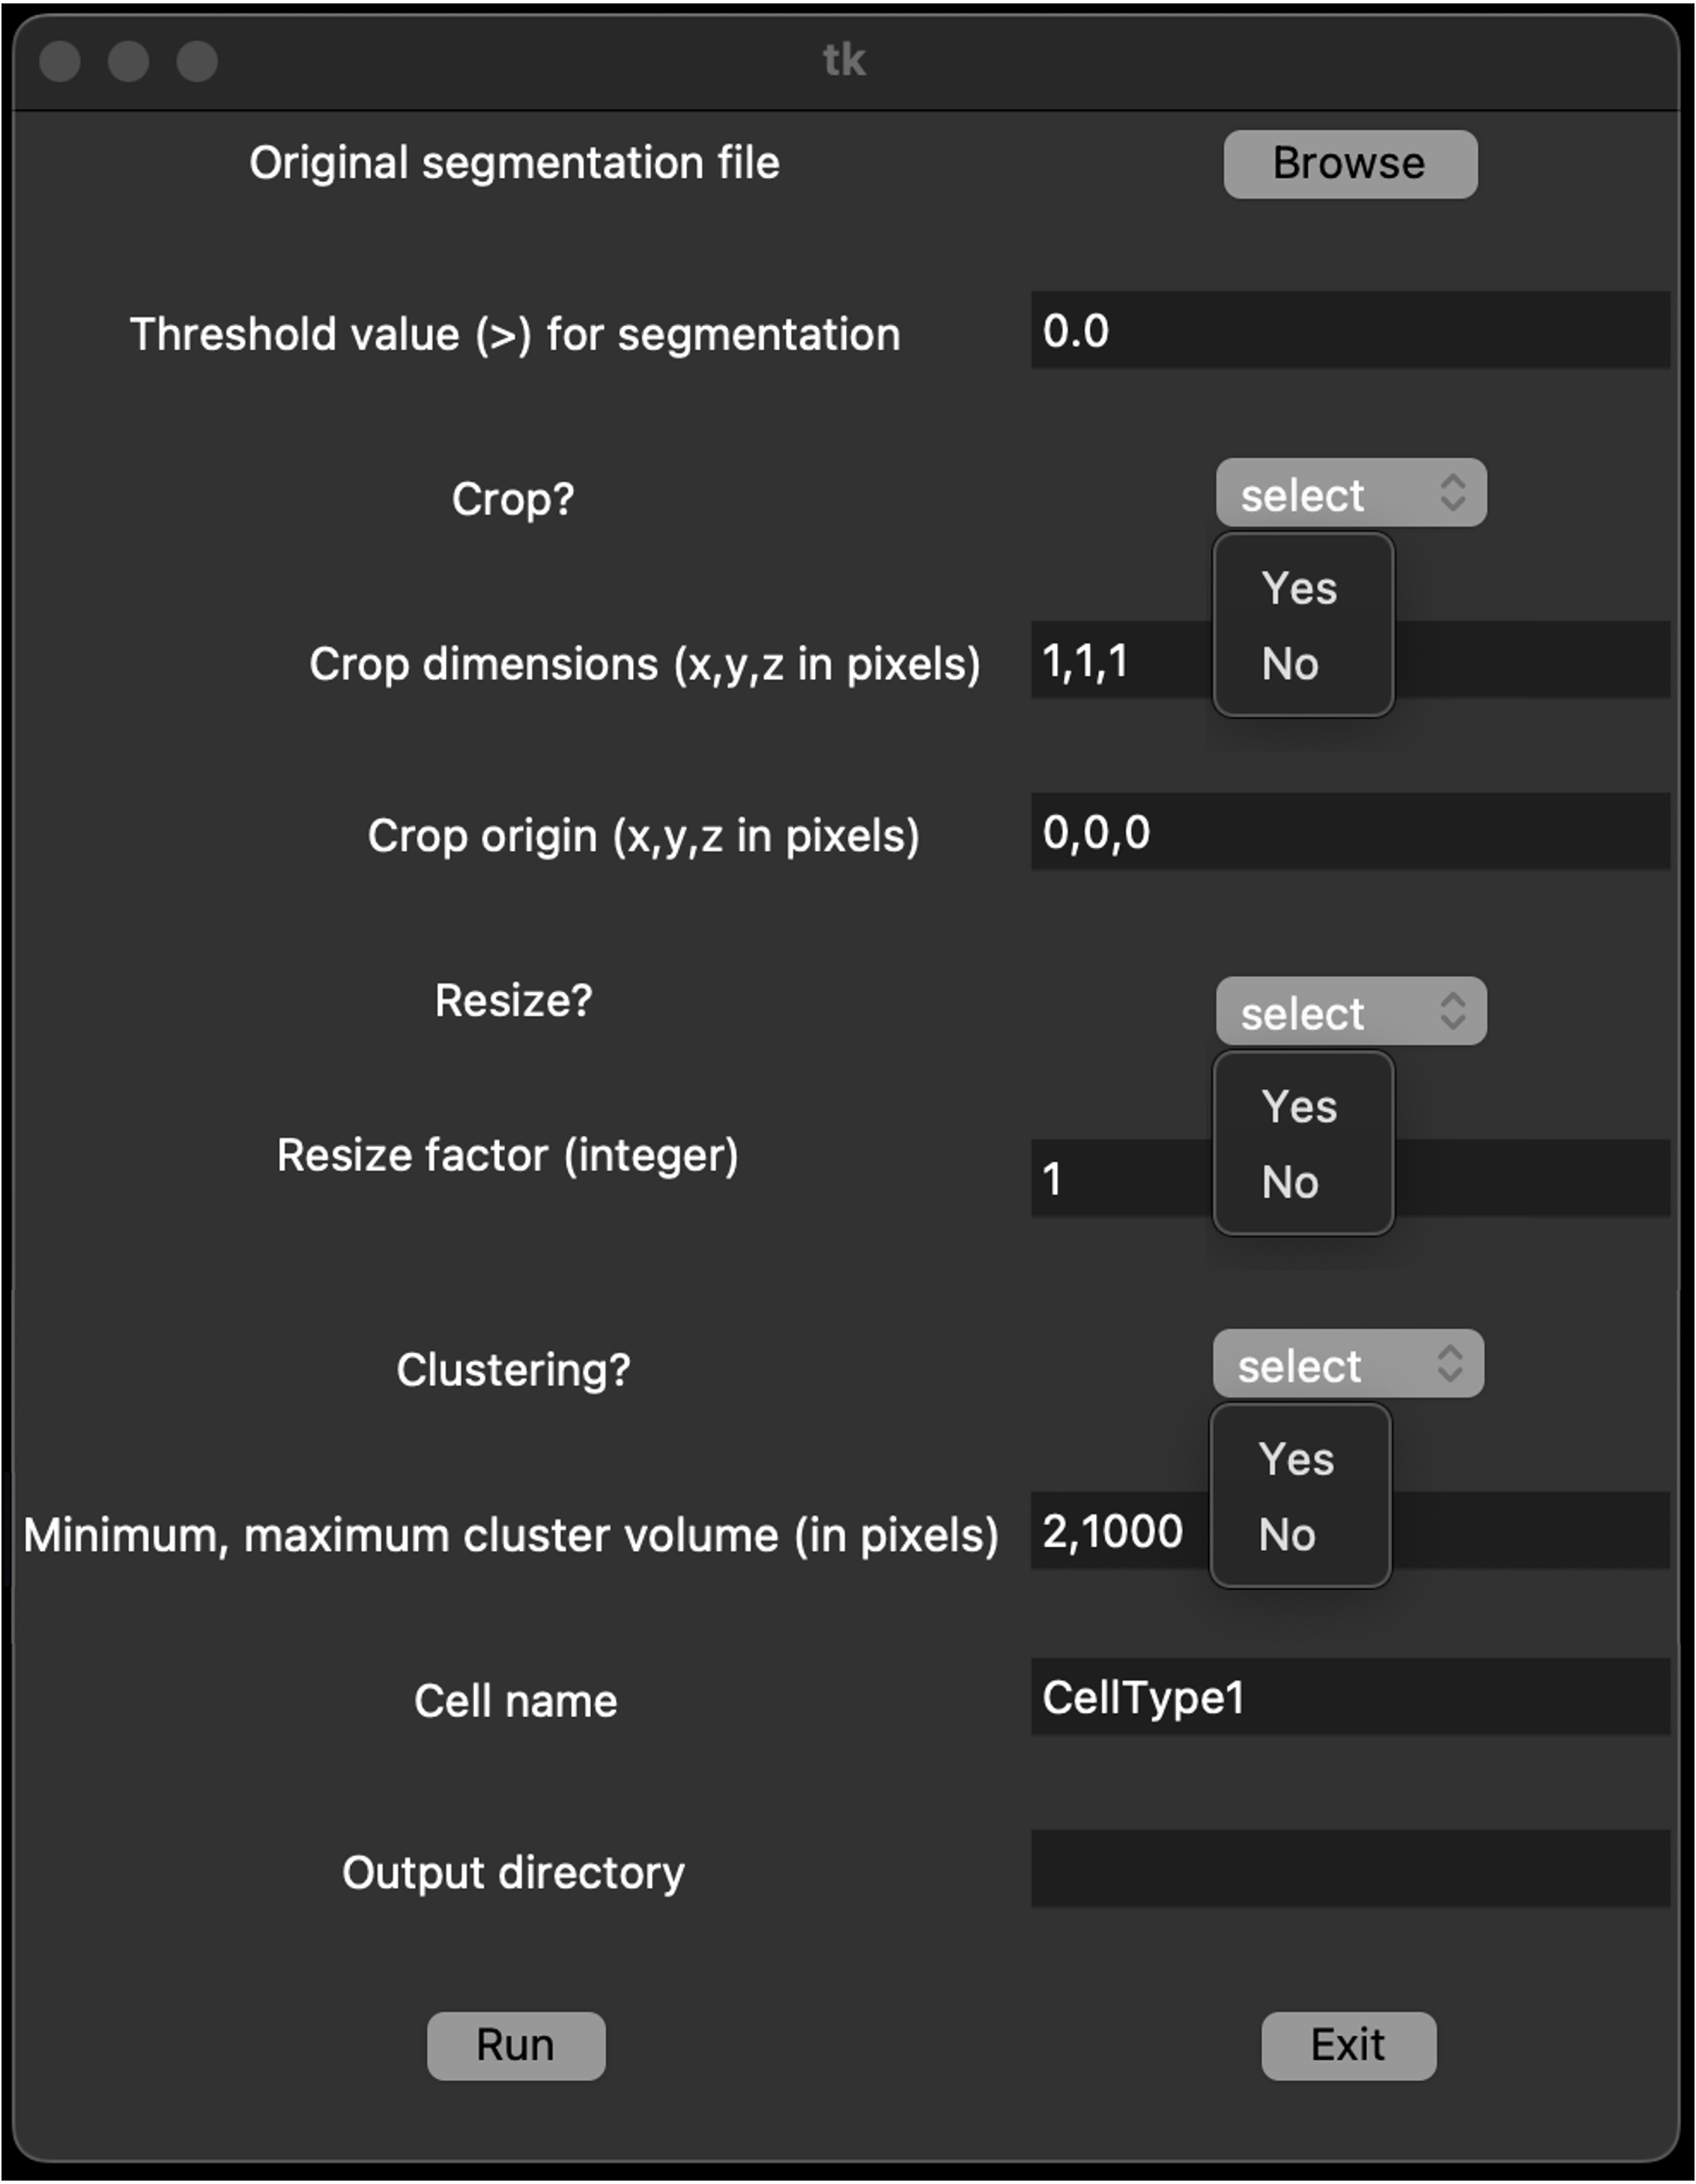 tk
Original segmentation file Browse
Threshold value (>) for segmentation 0.0
Crop? select
Yes
Crop dimensions (x,y,z in pixels) 1,1,1 No
Crop origin (x,y,z in pixels) 0,0,0
Resize? select
Yes
Resize factor (integer) 1 No
Clustering? select
Yes
Minimum, maximum cluster volume (in pixels) 2,1000 No
Cell name CellType1
Output directory
Run Exit